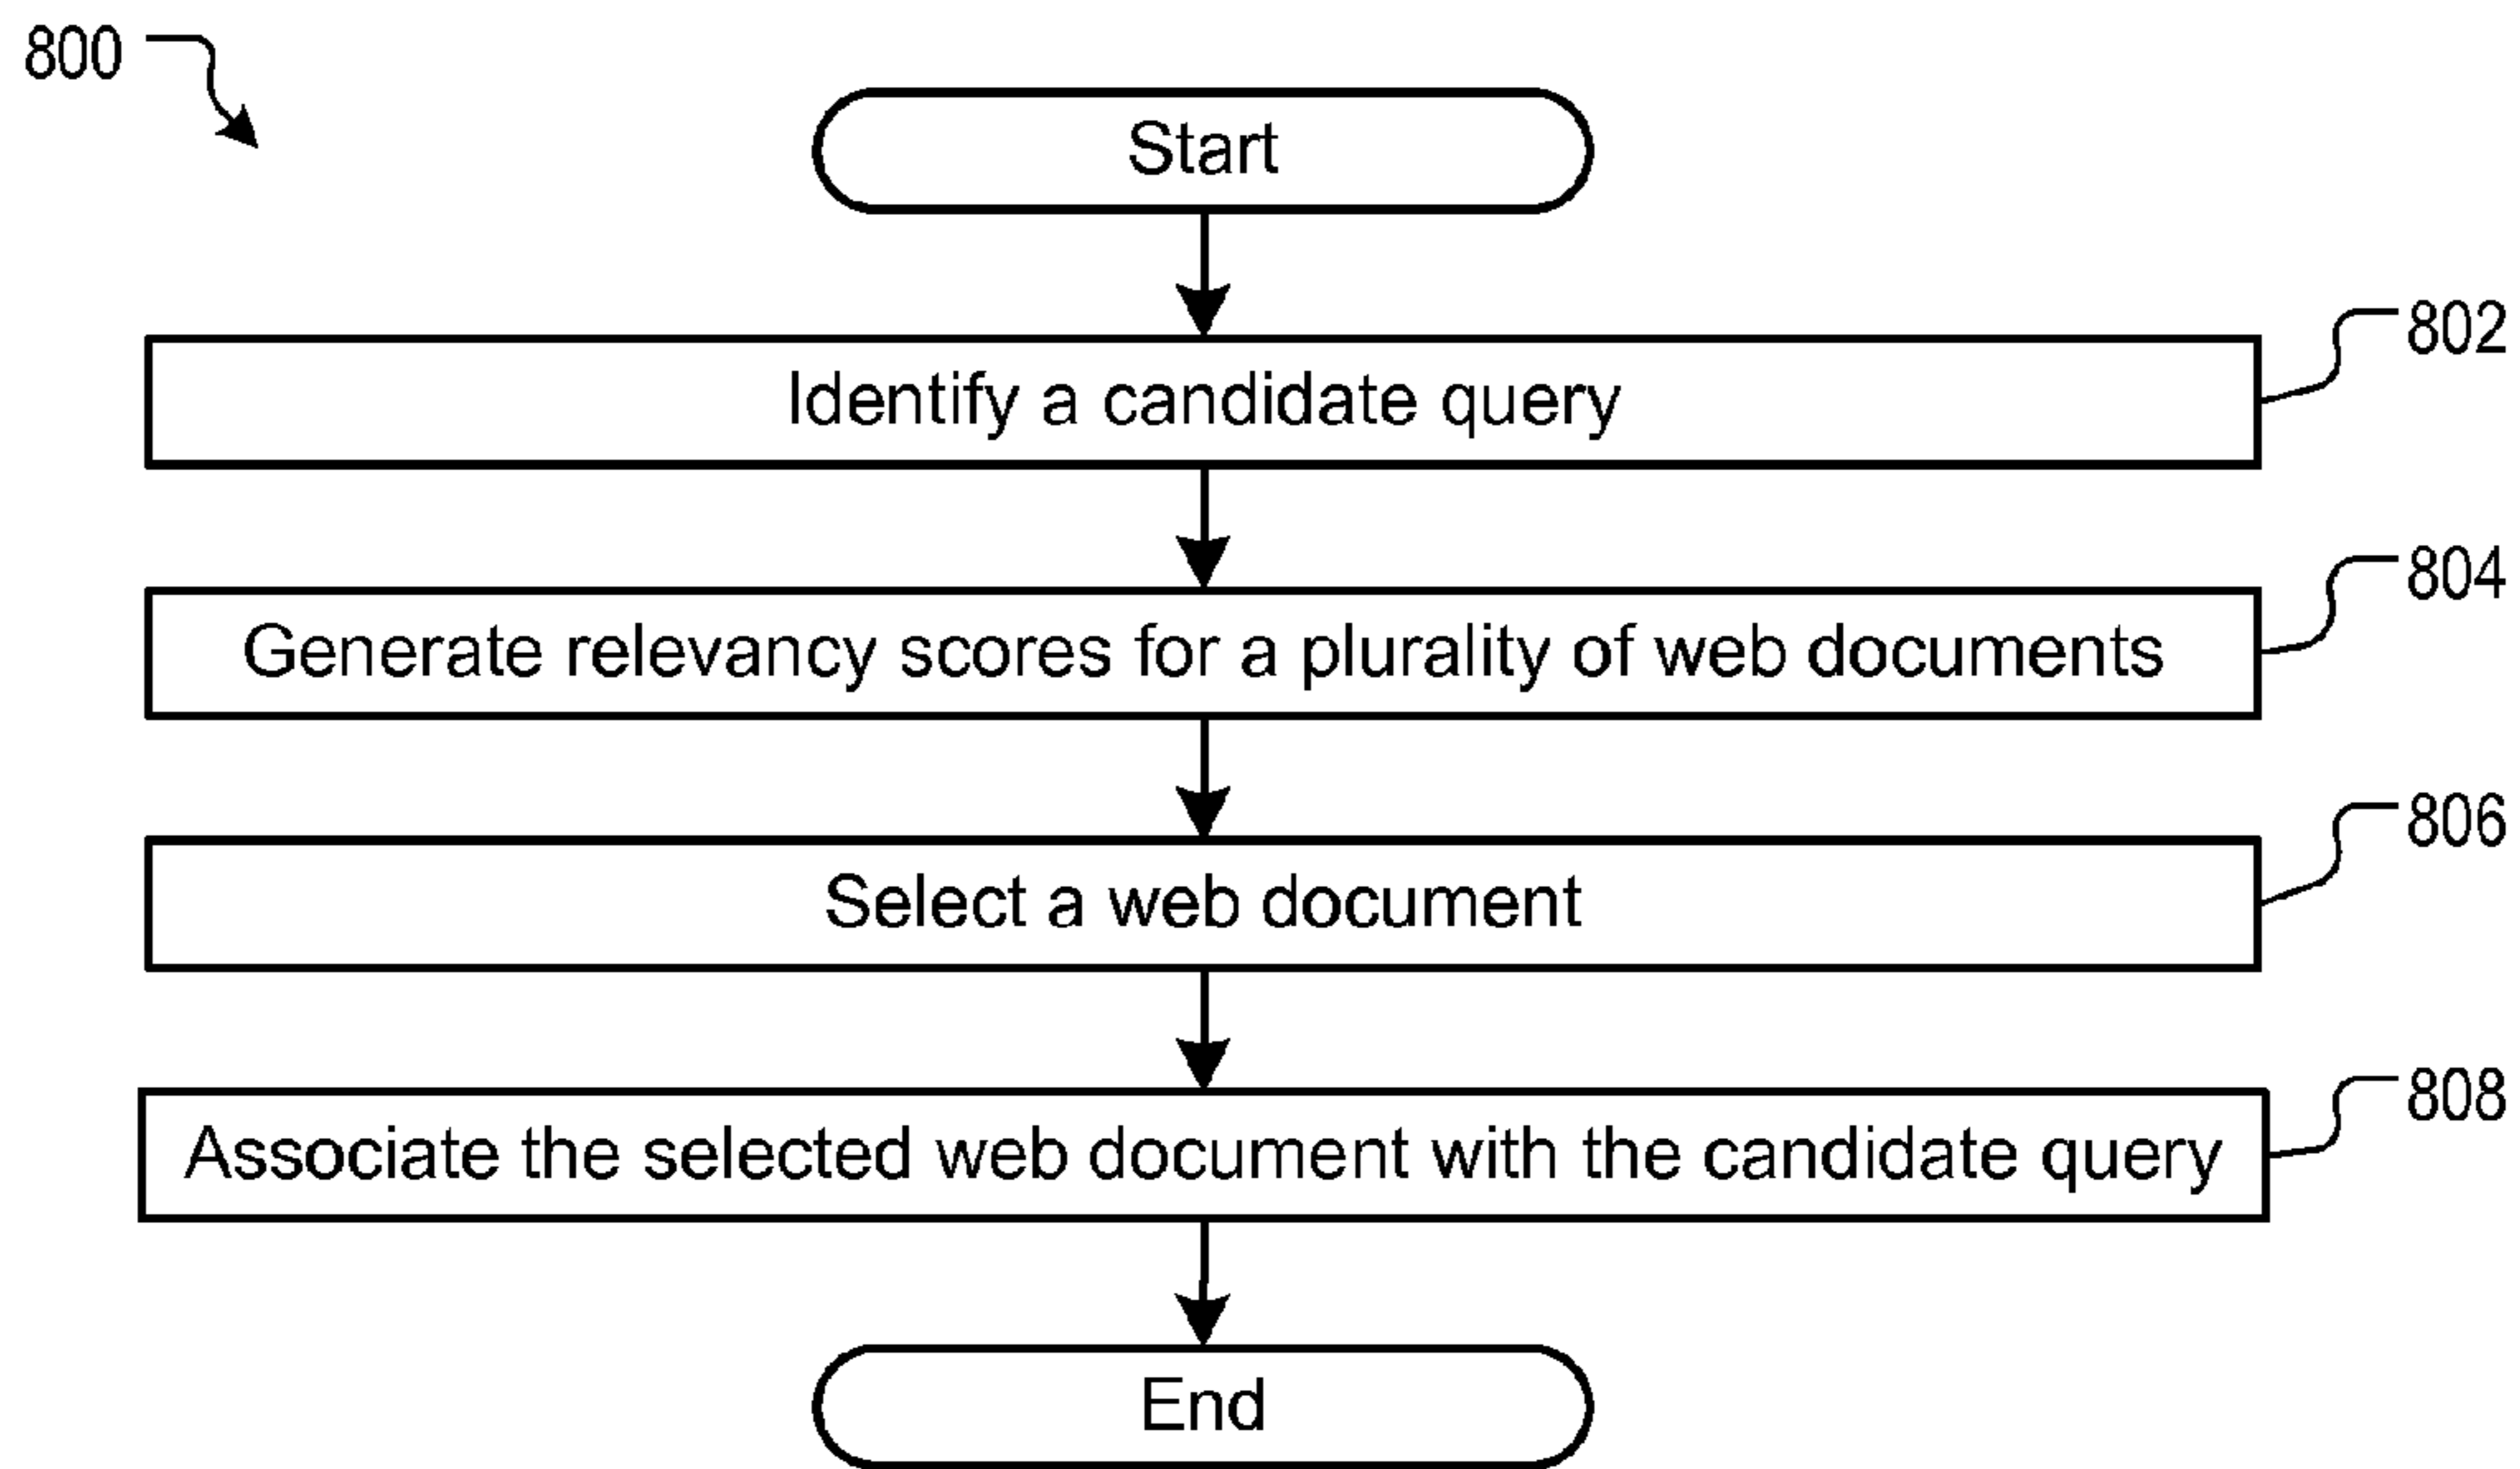 800
Start
802
Identify a candidate query
804
Generate relevancy scores for a plurality of web documents
806
Select a web document
808
Associate the selected web document with the candidate query
End